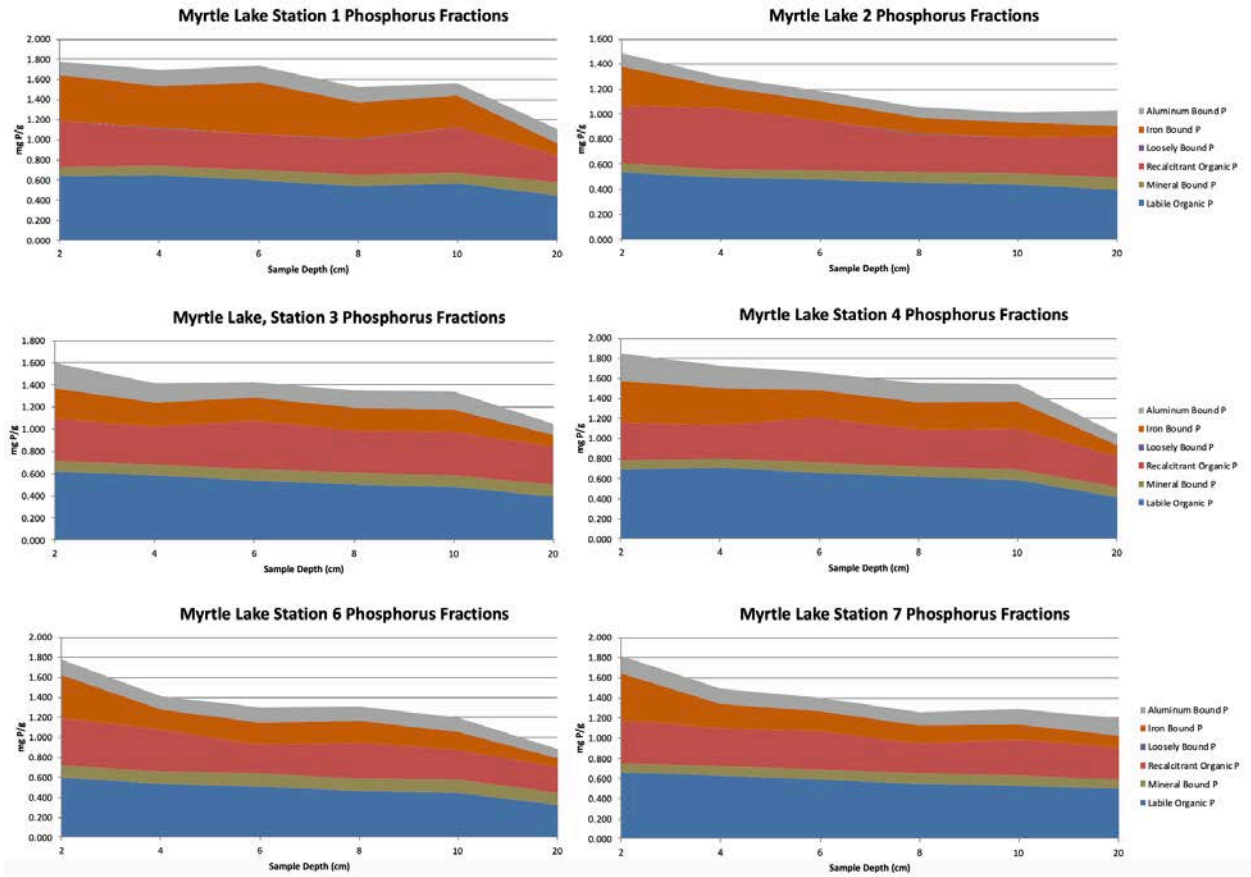 Myrtle Lake Station 1 Phosphorus Fractions
2.000
1.800
1.600
1.400
1.200
1.000
0.800
0.600
0.400
0.200
0.000
mg P/g
2 4 6 8 10 20
Sample Depth (cm)
Myrtle Lake 2 Phosphorus Fractions
1.600
1.400
1.200
1.000
0.800
0.600
0.400
0.200
0.000
mg P/g
2 4 6 8 10 20
Sample Depth (cm)
Aluminum Bound P
Iron Bound P
Loosely Bound P
Recalcitrant Organic P
Mineral Bound P
Labile Organic P
Myrtle Lake, Station 3 Phosphorus Fractions
1.800
1.600
1.400
1.200
1.000
0.800
0.600
0.400
0.200
0.000
mg P/g
2 4 6 8 10 20
Sample Depth (cm)
Myrtle Lake Station 4 Phosphorus Fractions
2.000
1.800
1.600
1.400
1.200
1.000
0.800
0.600
0.400
0.200
0.000
mg P/g
2 4 6 8 10 20
Sample Depth (cm)
Aluminum Bound P
Iron Bound P
Loosely Bound P
Recalcitrant Organic P
Mineral Bound P
Labile Organic P
Myrtle Lake Station 6 Phosphorus Fractions
2.000
1.800
1.600
1.400
1.200
1.000
0.800
0.600
0.400
0.200
0.000
mg P/g
2 4 6 8 10 20
Sample Depth (cm)
Myrtle Lake Station 7 Phosphorus Fractions
2.000
1.800
1.600
1.400
1.200
1.000
0.800
0.600
0.400
0.200
0.000
mg P/g
2 4 6 8 10 20
Sample Depth (cm)
Aluminum Bound P
Iron Bound P
Loosely Bound P
Recalcitrant Organic P
Mineral Bound P
Labile Organic P